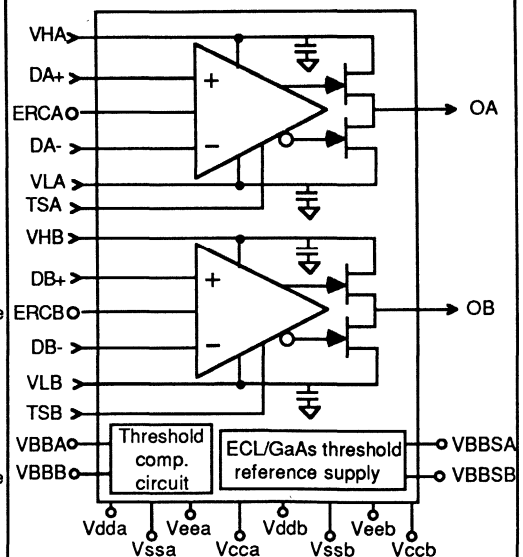 VHA
DA+
+
ERCA
OA
DA-
−
VLA
TSA
VHB
DB+
+
ERCB
OB
DB-
−
VLB
TSB
VBBA
Threshold
comp.
circuit
ECL/GaAs threshold
reference supply
VBBSA
VBBB
VBBSB
Vdda
Vssa
Veea
Vcca
Vddb
Vssb
Veeb
Vccb